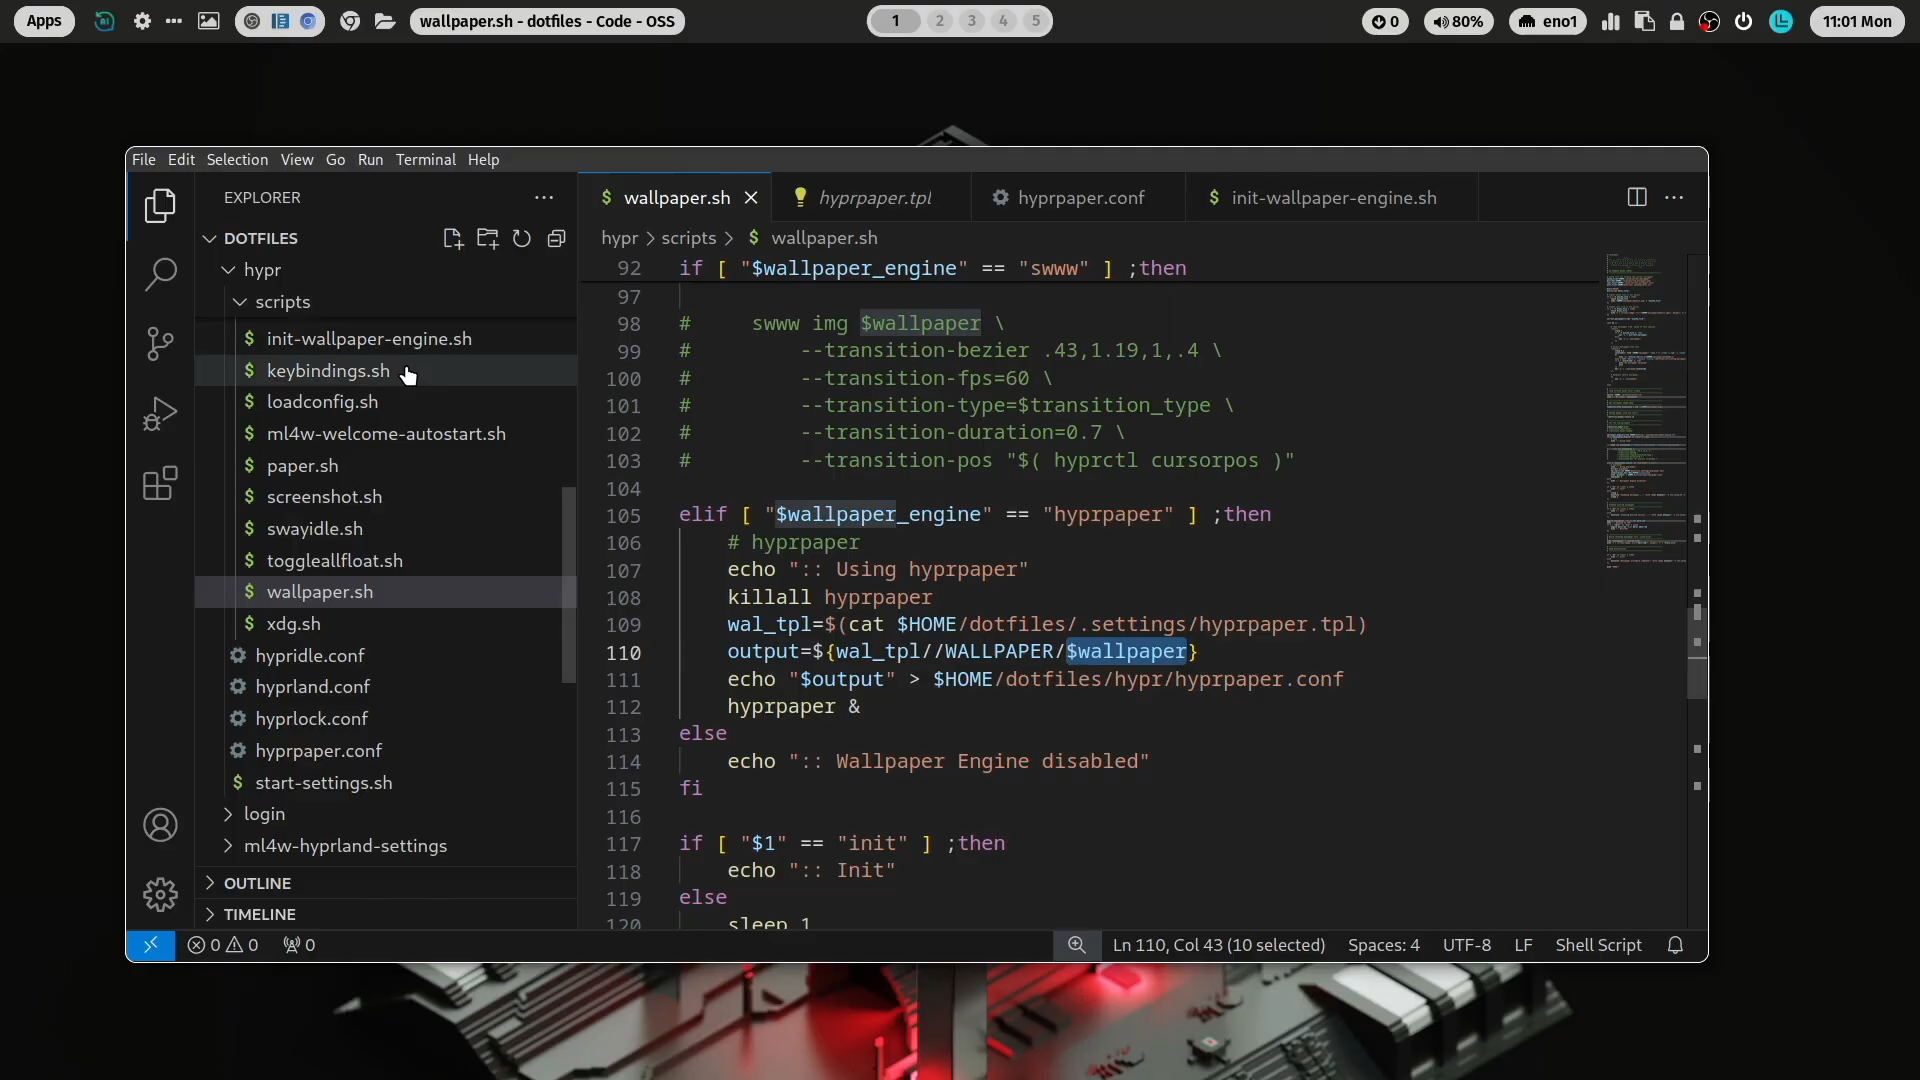 Apps
AI
wallpaper.sh - dotfiles - Code - OSS
1 2 3 4 5
0
80%
eno1
11:01 Mon
File Edit Selection View Go Run Terminal Help
EXPLORER
DOTFILES
hypr
scripts
init-wallpaper-engine.sh
keybindings.sh
loadconfig.sh
ml4w-welcome-autostart.sh
paper.sh
screenshot.sh
swayidle.sh
toggleallfloat.sh
wallpaper.sh
xdg.sh
hypridle.conf
hyprland.conf
hyprlock.conf
hyprpaper.conf
start-settings.sh
login
ml4w-hyprland-settings
OUTLINE
TIMELINE
$ wallpaper.sh
hyprpaper.tpl
hyprpaper.conf
$ init-wallpaper-engine.sh
hypr > scripts > $ wallpaper.sh
92 if [ "$wallpaper_engine" == "swww" ] ;then
97
98 # swww img $wallpaper \
99 # --transition-bezier .43,1.19,1,.4 \
100 # --transition-fps=60 \
101 # --transition-type=$transition_type \
102 # --transition-duration=0.7 \
103 # --transition-pos "$( hyprctl cursorpos )"
104
105 elif [ "$wallpaper_engine" == "hyprpaper" ] ;then
106 # hyprpaper
107 echo ":: Using hyprpaper"
108 killall hyprpaper
109 wal_tpl=$(cat $HOME/dotfiles/.settings/hyprpaper.tpl)
110 output=${wal_tpl//WALLPAPER/$wallpaper}
111 echo "$output" > $HOME/dotfiles/hypr/hyprpaper.conf
112 hyprpaper &
113 else
114 echo ":: Wallpaper Engine disabled"
115 fi
116
117 if [ "$1" == "init" ] ;then
118 echo ":: Init"
119 else
120 sleep 1
0 0 0
Ln 110, Col 43 (10 selected) Spaces: 4 UTF-8 LF Shell Script